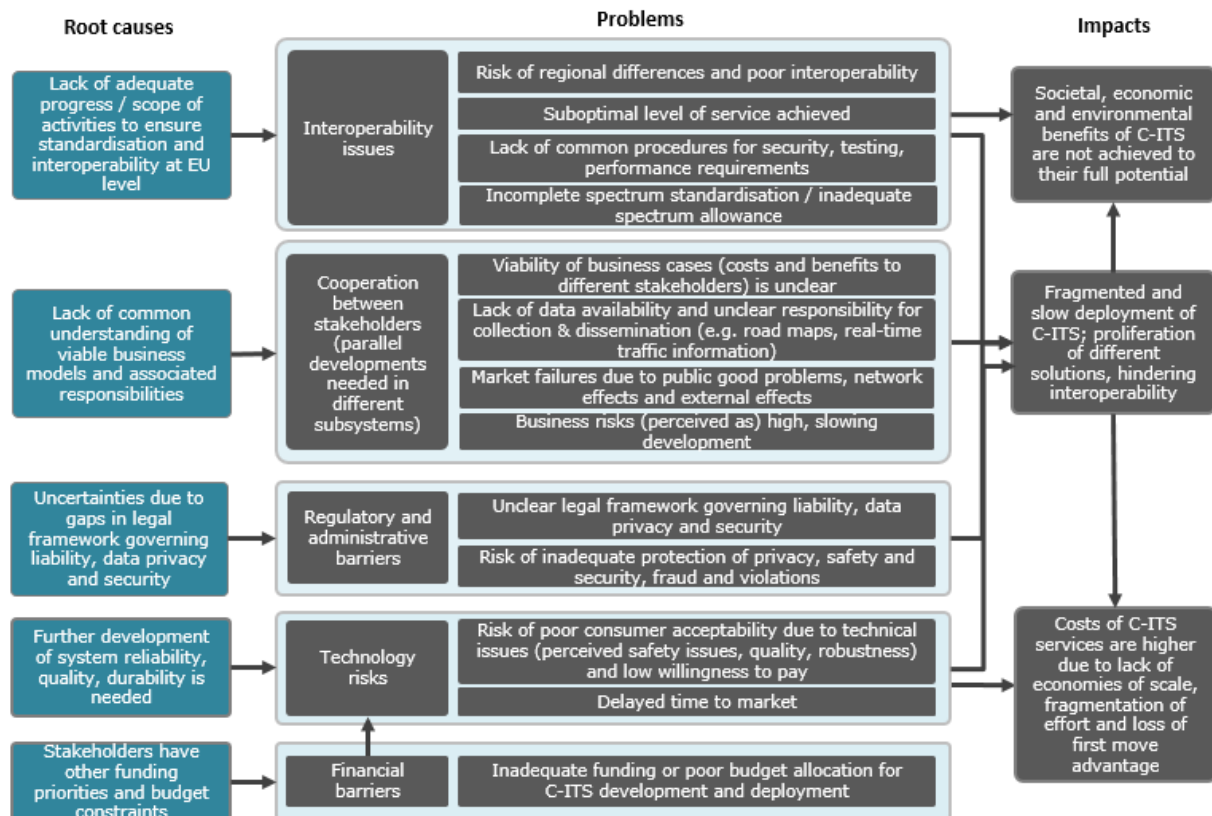 Root causes
Problems
Impacts
Lack of adequate
progress / scope of
activities to ensure
standardisation and
interoperability at EU
level
Interoperability
issues
Risk of regional differences and poor interoperability
Suboptimal level of service achieved
Lack of common procedures for security, testing,
performance requirements
Incomplete spectrum standardisation / inadequate
spectrum allowance
Societal, economic
and environmental
benefits of C-ITS
are not achieved to
their full potential
Lack of common
understanding of
viable business
models and associated
responsibilities
Cooperation
between
stakeholders
(parallel
developments
needed in
different
subsystems)
Viability of business cases (costs and benefits to
different stakeholders) is unclear
Lack of data availability and unclear responsibility for
collection & dissemination (e.g. road maps, real-time
traffic information)
Market failures due to public good problems, network
effects and external effects
Business risks (perceived as) high, slowing
development
Fragmented and
slow deployment of
C-ITS; proliferation
of different
solutions, hindering
interoperability
Uncertainties due to
gaps in legal
framework governing
liability, data privacy
and security
Regulatory and
administrative
barriers
Unclear legal framework governing liability, data
privacy and security
Risk of inadequate protection of privacy, safety and
security, fraud and violations
Further development
of system reliability,
quality, durability is
needed
Technology
risks
Risk of poor consumer acceptability due to technical
issues (perceived safety issues, quality, robustness)
and low willingness to pay
Delayed time to market
Costs of C-ITS
services are higher
due to lack of
economies of scale,
fragmentation of
effort and loss of
first move
advantage
Stakeholders have
other funding
priorities and budget
constraints
Financial
barriers
Inadequate funding or poor budget allocation for
C-ITS development and deployment